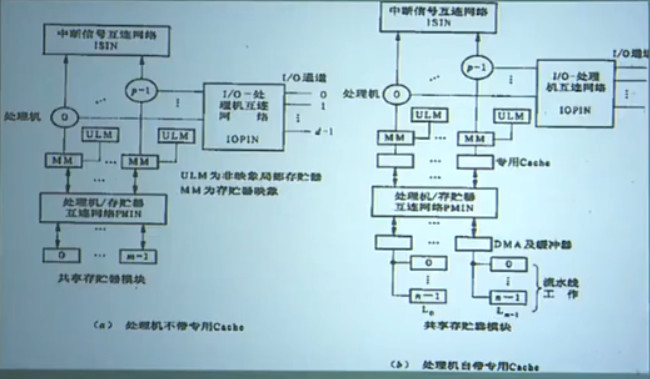 中断信号互连网络
ISIN
p-1
I/O-处
理机互连
网 络
IOPIN
I/O通道
0
1
d-1
处理机
0
ULM
ULM
MM
MM
ULM为非映象局部存贮器
MM为存贮器映象
处理机/存贮器
互连网络PMIN
0
m-1
共享存贮器模块
(a) 处理机不带专用Cache
中断信号互连网络
ISIN
p-1
I/O-处理
机互连网络
IOPIN
I/O通道
处理机
0
ULM
ULM
MM
MM
专用Cache
处理机/存贮器
互连网络PMIN
DMA及缓冲器
0
0
n-1
n-1
流水线
工作
L0
Lm-1
共享存贮器模块
(b) 处理机自带专用Cache